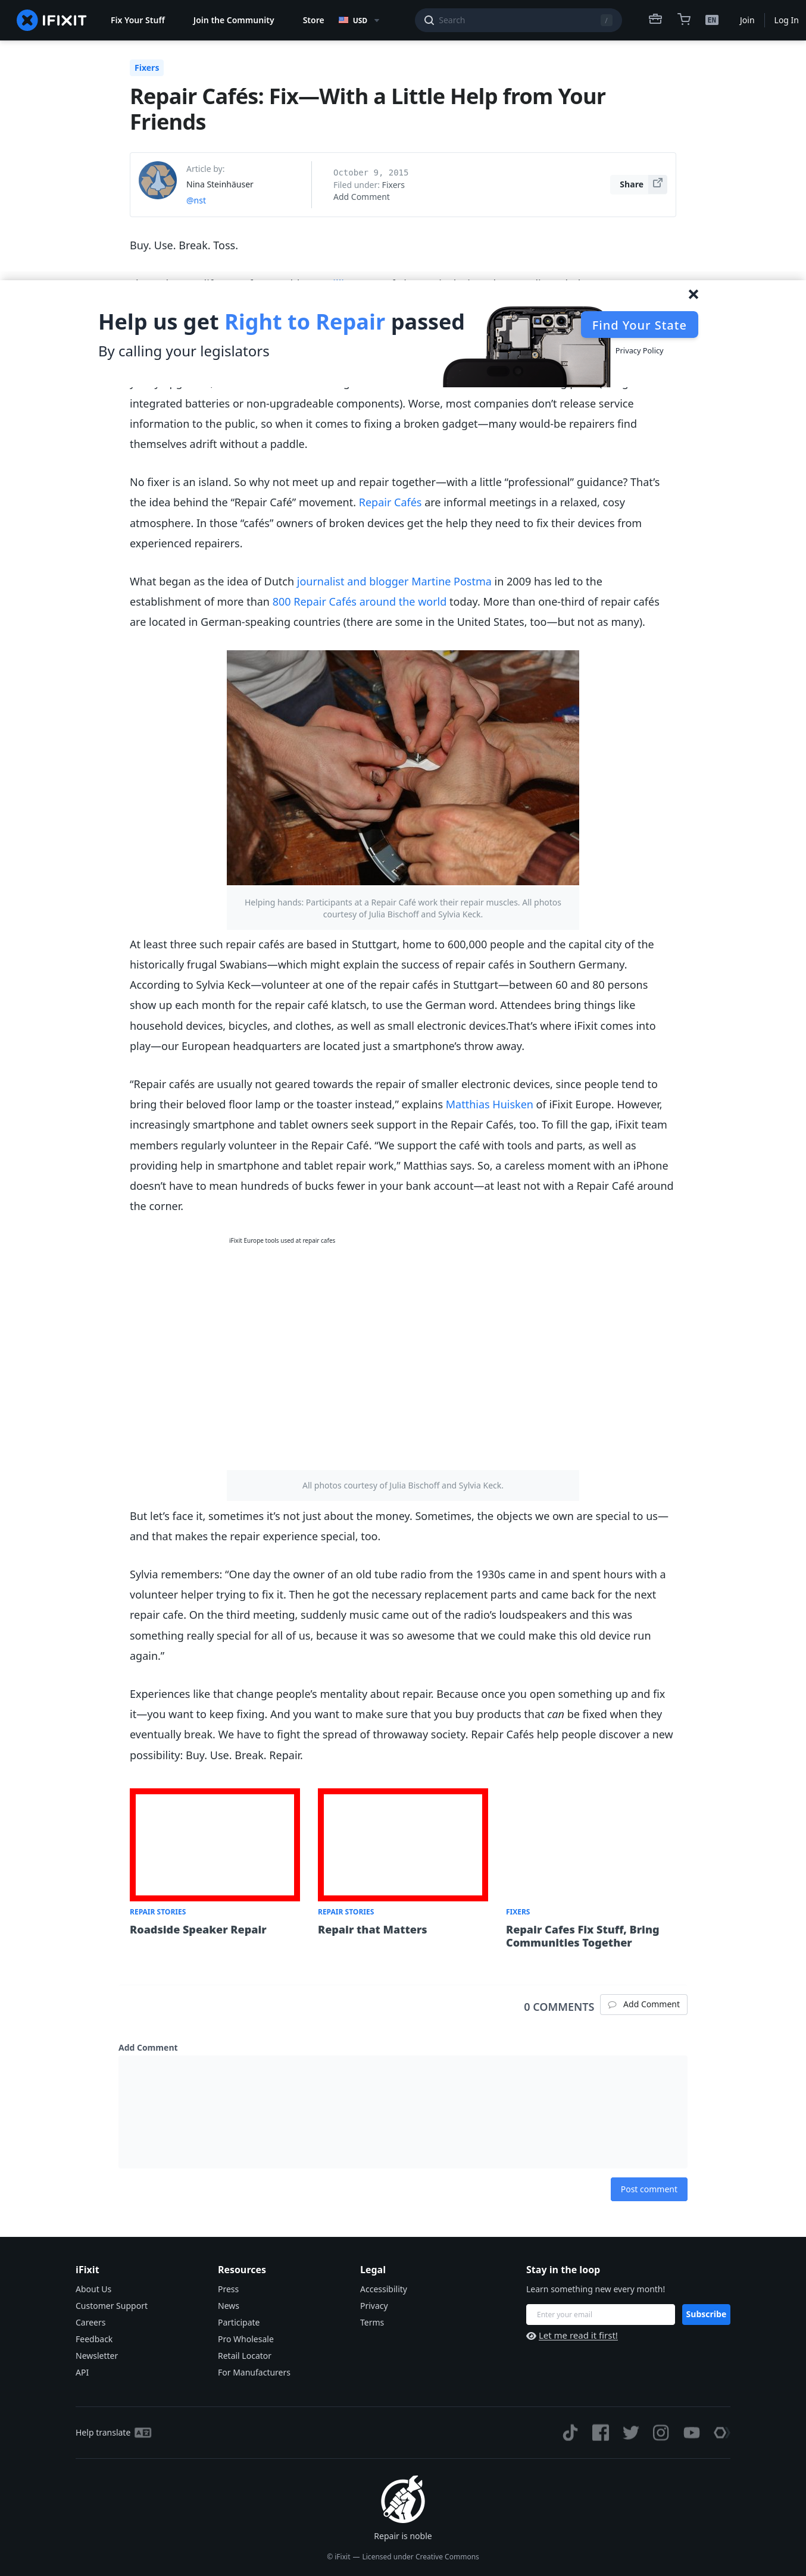 IFIXIT
Fix Your Stuff
Join the Community
Store
USD
Search
/
EN
Join
Log In
Fixers
Repair Cafés: Fix—With a Little Help from Your
Friends
Article by:
Nina Steinhäuser
@nst
October 9, 2015
Filed under: Fixers
Add Comment
Share
Buy. Use. Break. Toss.
Help us get Right to Repair passed
By calling your legislators
Find Your State
Privacy Policy
integrated batteries or non-upgradeable components). Worse, most companies don’t release service
information to the public, so when it comes to fixing a broken gadget—many would-be repairers find
themselves adrift without a paddle.
No fixer is an island. So why not meet up and repair together—with a little “professional” guidance? That’s
the idea behind the “Repair Café” movement. Repair Cafés are informal meetings in a relaxed, cosy
atmosphere. In those “cafés” owners of broken devices get the help they need to fix their devices from
experienced repairers.
What began as the idea of Dutch journalist and blogger Martine Postma in 2009 has led to the
establishment of more than 800 Repair Cafés around the world today. More than one-third of repair cafés
are located in German-speaking countries (there are some in the United States, too—but not as many).
Helping hands: Participants at a Repair Café work their repair muscles. All photos
courtesy of Julia Bischoff and Sylvia Keck.
At least three such repair cafés are based in Stuttgart, home to 600,000 people and the capital city of the
historically frugal Swabians—which might explain the success of repair cafés in Southern Germany.
According to Sylvia Keck—volunteer at one of the repair cafés in Stuttgart—between 60 and 80 persons
show up each month for the repair café klatsch, to use the German word. Attendees bring things like
household devices, bicycles, and clothes, as well as small electronic devices.That’s where iFixit comes into
play—our European headquarters are located just a smartphone’s throw away.
“Repair cafés are usually not geared towards the repair of smaller electronic devices, since people tend to
bring their beloved floor lamp or the toaster instead,” explains Matthias Huisken of iFixit Europe. However,
increasingly smartphone and tablet owners seek support in the Repair Cafés, too. To fill the gap, iFixit team
members regularly volunteer in the Repair Café. “We support the café with tools and parts, as well as
providing help in smartphone and tablet repair work,” Matthias says. So, a careless moment with an iPhone
doesn’t have to mean hundreds of bucks fewer in your bank account—at least not with a Repair Café around
the corner.
iFixit Europe tools used at repair cafes
All photos courtesy of Julia Bischoff and Sylvia Keck.
But let’s face it, sometimes it’s not just about the money. Sometimes, the objects we own are special to us—
and that makes the repair experience special, too.
Sylvia remembers: “One day the owner of an old tube radio from the 1930s came in and spent hours with a
volunteer helper trying to fix it. Then he got the necessary replacement parts and came back for the next
repair cafe. On the third meeting, suddenly music came out of the radio’s loudspeakers and this was
something really special for all of us, because it was so awesome that we could make this old device run
again.”
Experiences like that change people’s mentality about repair. Because once you open something up and fix
it—you want to keep fixing. And you want to make sure that you buy products that can be fixed when they
eventually break. We have to fight the spread of throwaway society. Repair Cafés help people discover a new
possibility: Buy. Use. Break. Repair.
REPAIR STORIES
Roadside Speaker Repair
REPAIR STORIES
Repair that Matters
FIXERS
Repair Cafes Fix Stuff, Bring
Communities Together
0 COMMENTS
Add Comment
Add Comment
Post comment
iFixit
About Us
Customer Support
Careers
Feedback
Newsletter
API
Resources
Press
News
Participate
Pro Wholesale
Retail Locator
For Manufacturers
Legal
Accessibility
Privacy
Terms
Stay in the loop
Learn something new every month!
Enter your email
Subscribe
Let me read it first!
Help translate
Repair is noble
© iFixit — Licensed under Creative Commons